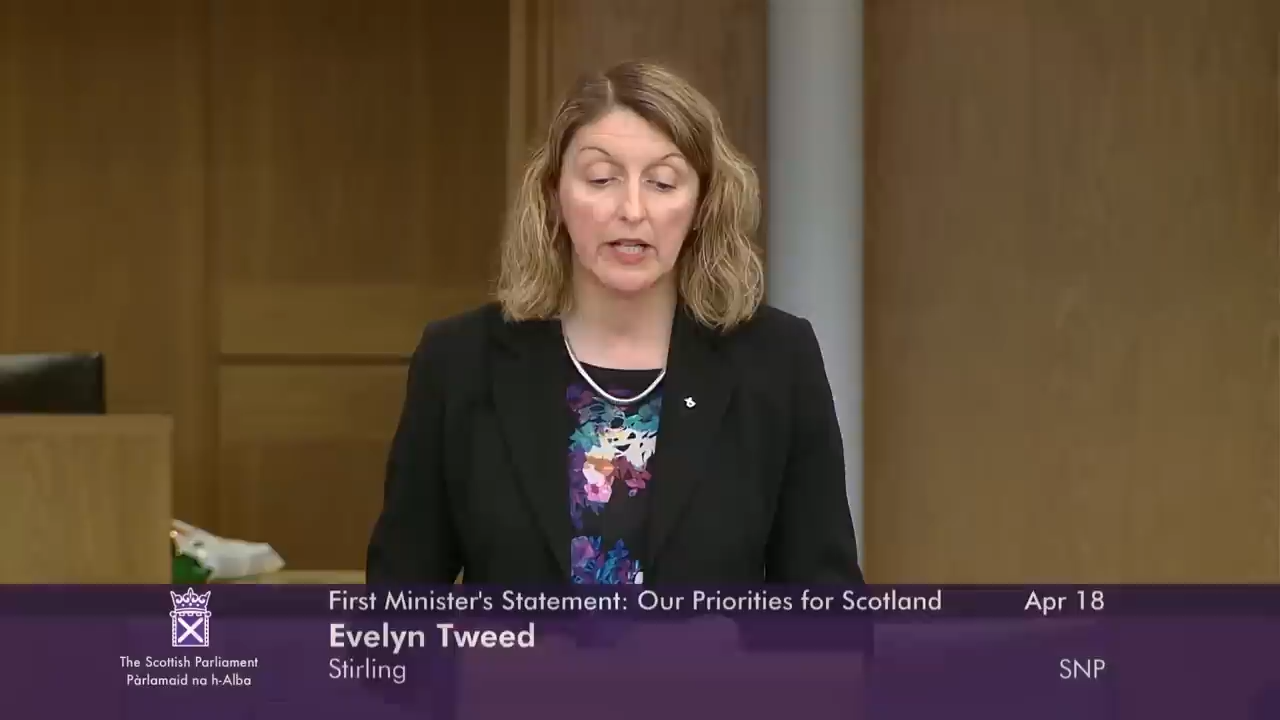 First Minister's Statement: Our Priorities for Scotland Apr 18
Evelyn Tweed
Stirling SNP
The Scottish Parliament
Pàrlamaid na h-Alba